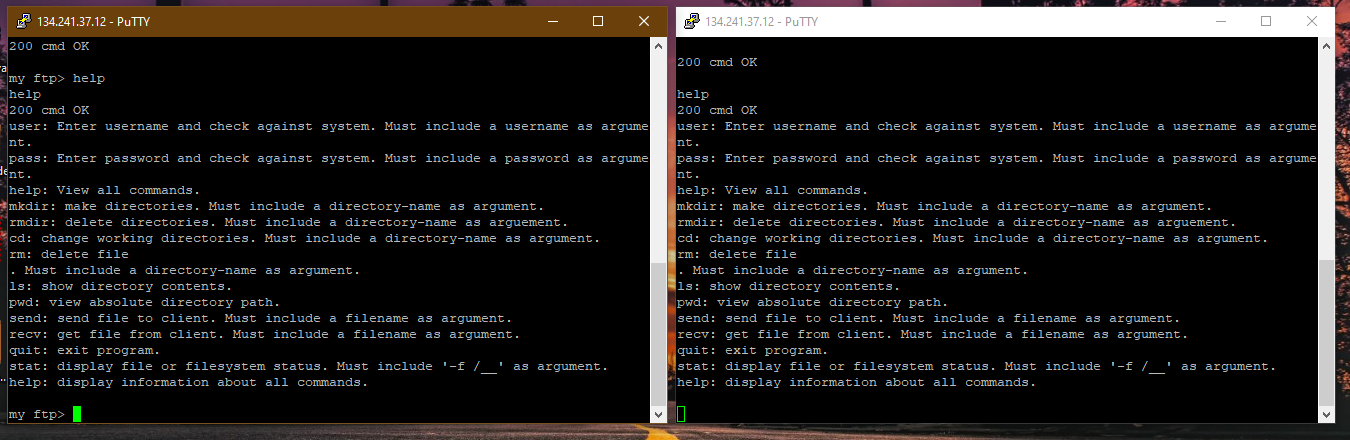 134.241.37.12 - PuTTY
200 cmd OK
my ftp> help
help
200 cmd OK
user: Enter username and check against system. Must include a username as argume
nt.
pass: Enter password and check against system. Must include a password as argume
nt.
help: View all commands.
mkdir: make directories. Must include a directory-name as argument.
rmdir: delete directories. Must include a directory-name as arguement.
cd: change working directories. Must include a directory-name as argument.
rm: delete file
. Must include a directory-name as argument.
ls: show directory contents.
pwd: view absolute directory path.
send: send file to client. Must include a filename as argument.
recv: get file from client. Must include a filename as argument.
quit: exit program.
stat: display file or filesystem status. Must include '-f /__' as argument.
help: display information about all commands.
my ftp>
134.241.37.12 - PuTTY
200 cmd OK
help
200 cmd OK
user: Enter username and check against system. Must include a username as argume
nt.
pass: Enter password and check against system. Must include a password as argume
nt.
help: View all commands.
mkdir: make directories. Must include a directory-name as argument.
rmdir: delete directories. Must include a directory-name as arguement.
cd: change working directories. Must include a directory-name as argument.
rm: delete file
. Must include a directory-name as argument.
ls: show directory contents.
pwd: view absolute directory path.
send: send file to client. Must include a filename as argument.
recv: get file from client. Must include a filename as argument.
quit: exit program.
stat: display file or filesystem status. Must include '-f /__' as argument.
help: display information about all commands.